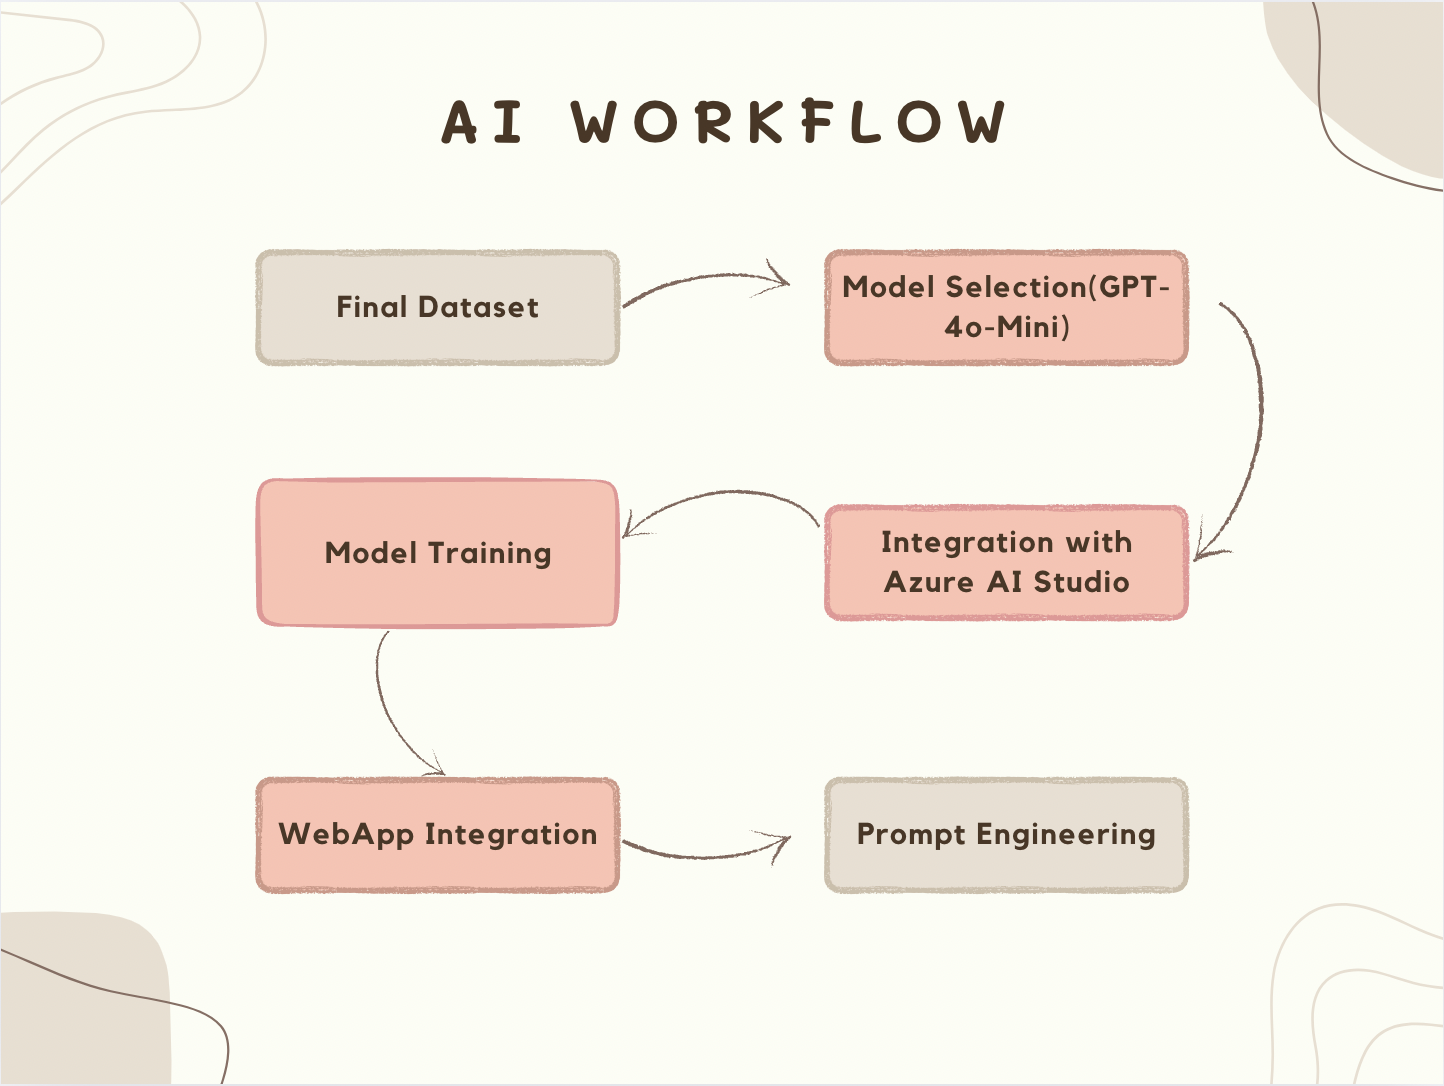 AI WORKFLOW
Final Dataset
Model Selection(GPT-
4o-Mini)
Integration with
Azure AI Studio
Model Training
WebApp Integration
Prompt Engineering